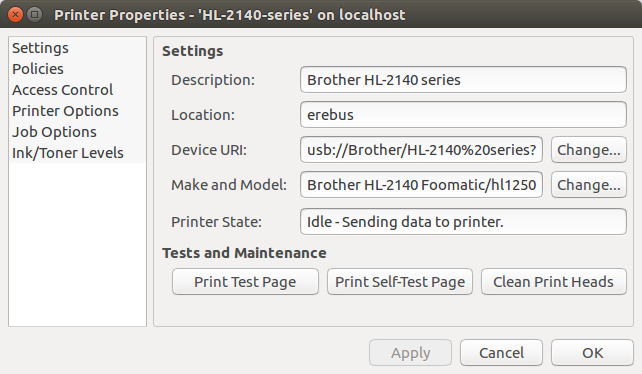 Printer Properties - 'HL-2140-series' on localhost
Settings
Policies
Access Control
Printer Options
Job Options
Ink/Toner Levels
Settings
Description: Brother HL-2140 series
Location: erebus
Device URI: usb://Brother/HL-2140%20series? Change...
Make and Model: Brother HL-2140 Foomatic/hl1250 Change...
Printer State: Idle - Sending data to printer.
Tests and Maintenance
Print Test Page Print Self-Test Page Clean Print Heads
Apply Cancel OK